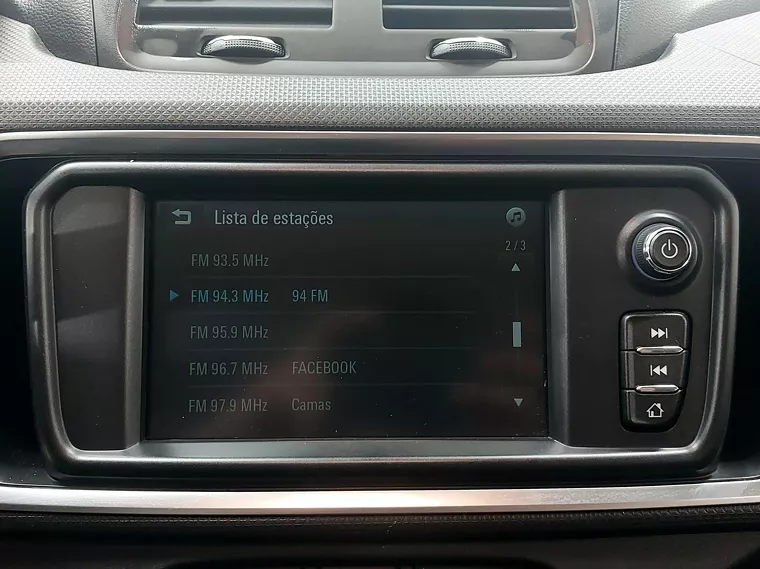 Lista de estações
2 / 3
FM 93.5 MHz
FM 94.3 MHz 94 FM
FM 95.9 MHz
FM 96.7 MHz FACEBOOK
FM 97.9 MHz Camas